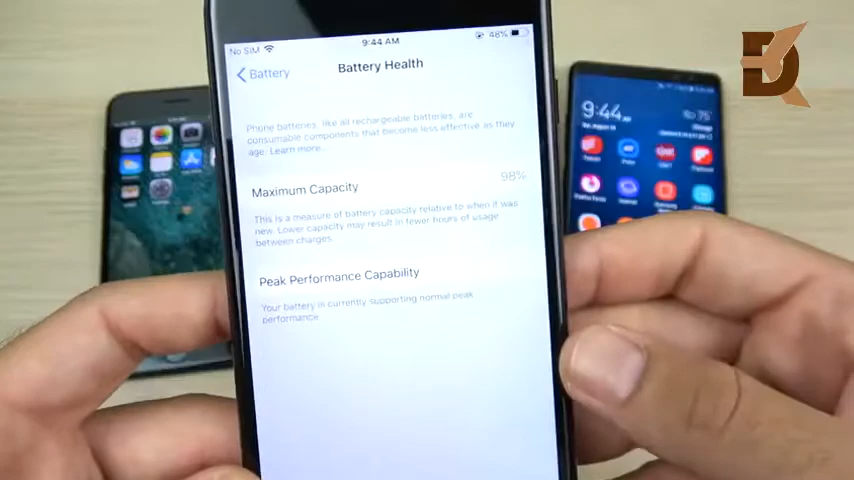 No SIM 9:44 AM 48%
Battery Battery Health
Phone batteries, like all rechargeable batteries, are
consumable components that become less effective as they
age. Learn more...
Maximum Capacity 98%
This is a measure of battery capacity relative to when it was
new. Lower capacity may result in fewer hours of usage
between charges.
Peak Performance Capability
Your battery is currently supporting normal peak
performance.
9:44
75°
DK